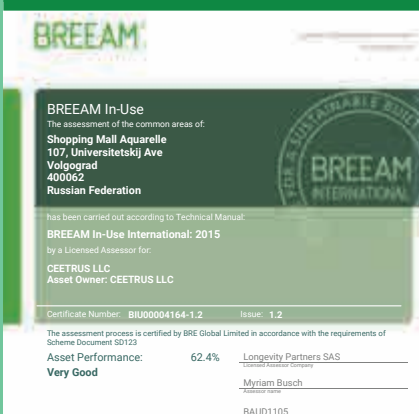 BREEAM®
BREEAM In-Use
The assessment of the common areas of:
Shopping Mall Aquarelle
107, Universitetskij Ave
Volgograd
400062
Russian Federation
FOR A SUSTAINABLE BUILT
BREEAM
INTERNATIONAL
has been carried out according to Technical Manual:
BREEAM In-Use International: 2015
by a Licensed Assessor for:
CEETRUS LLC
Asset Owner: CEETRUS LLC
Certificate Number: BIU00004164-1.2 Issue: 1.2
The assessment process is certified by BRE Global Limited in accordance with the requirements of
Scheme Document SD123
Asset Performance: 62.4% Longevity Partners SAS
Licensed Assessor Company
Very Good
Myriam Busch
Assessor name
BAUD1105